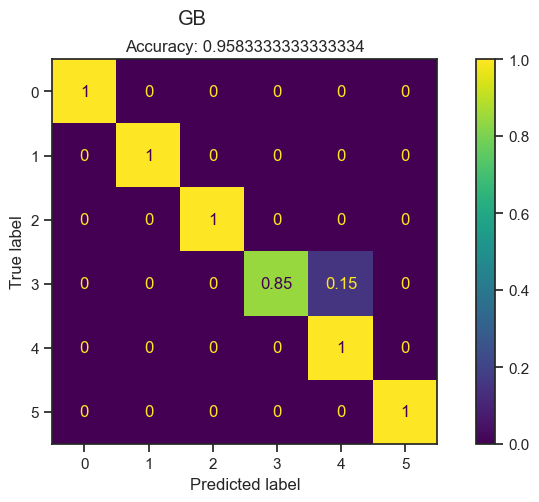 GB
Accuracy: 0.9583333333333334
0 1 0 0 0 0 0
1 0 1 0 0 0 0
2 0 0 1 0 0 0
3 0 0 0 0.85 0.15 0
4 0 0 0 0 1 0
5 0 0 0 0 0 1
0 1 2 3 4 5
Predicted label
True label
1.0
0.8
0.6
0.4
0.2
0.0